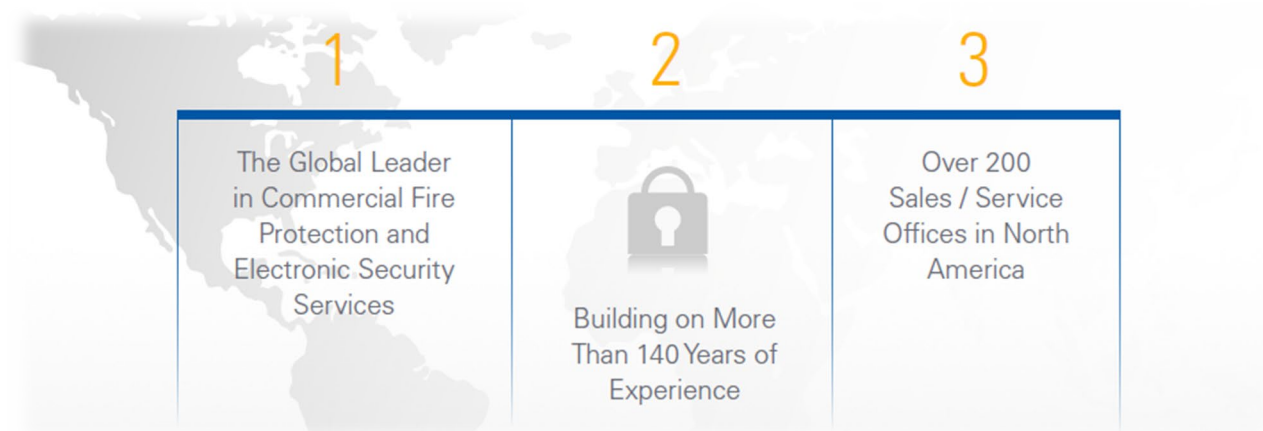 1
The Global Leader
in Commercial Fire
Protection and
Electronic Security
Services
2
Building on More
Than 140 Years of
Experience
3
Over 200
Sales / Service
Offices in North
America